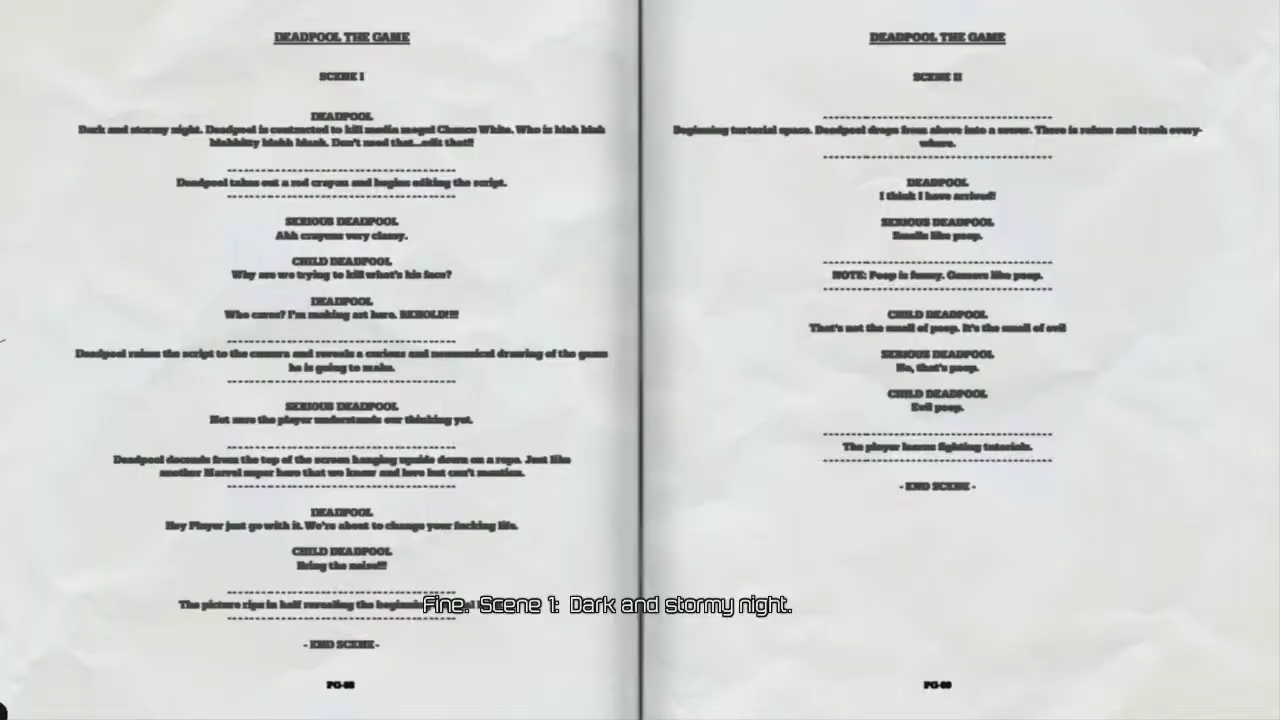 DEADPOOL THE GAME
SCENE I
DEADPOOL
Dark and stormy night. Deadpool is contracted to kill media mogul Chance White. Who is blah blah
blabbitty blahh blank. Don't need that...edit that!!
Deadpool takes out a red crayon and begins editing the script.
SERIOUS DEADPOOL
Ahh crayons very classy.
CHILD DEADPOOL
Why are we trying to kill what's his face?
DEADPOOL
Who cares? I'm making art here. BEHOLD!!!!
Deadpool raises the script to the camera and reveals a curious and nonsensical drawing of the game
he is going to make.
SERIOUS DEADPOOL
Not sure the player understands our thinking yet.
Deadpool descends from the top of the screen hanging upside down on a rope. Just like
another Marvel super hero that we know and love but can't mention.
DEADPOOL
Hey Player just go with it. We're about to change your fucking life.
CHILD DEADPOOL
Bring the noise!!!
The picture rips in half revealing the
- END SCENE -
DEADPOOL THE GAME
SCENE II
Beginning tutorial space. Deadpool drops from above into a sewer. There is refuse and trash every-
where.
DEADPOOL
I think I have arrived!
SERIOUS DEADPOOL
Smells like poop.
NOTE: Poop is funny. Gamers like poop.
CHILD DEADPOOL
That's not the smell of poop. It's the smell of evil
SERIOUS DEADPOOL
No, that's poop.
CHILD DEADPOOL
Evil poop.
The player learns fighting tutorials.
- END SCENE -
Fine. Scene 1: Dark and stormy night.